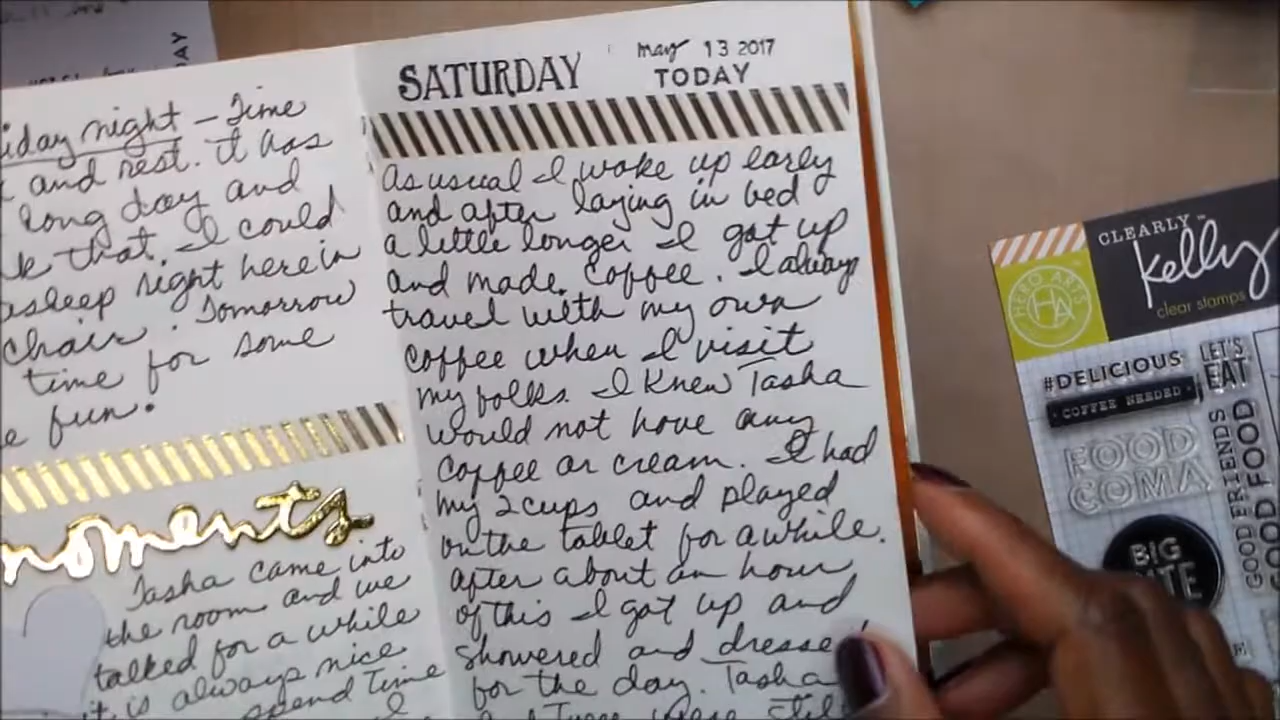 AY
iday night – Time
and rest. it has
long day and
k that. I could
asleep right here in
chair. Tomorrow
time for some
e fun.
moments
Tasha came into
the room and we
talked for a while
it is always nice
spend time
I
SATURDAY
may 13 2017
TODAY
As usual I woke up early
and after laying in bed
a little longer I got up
and made coffee. I always
travel with my own
coffee when I visit
my folks. I knew Tasha
would not have any
coffee or cream. I had
my 2 cups and played
on the tablet for awhile.
After about an hour
of this I got up and
showered and dressed
for the day. Tasha
CLEARLY
kelly
clear stamps
HERO ARTS
HA
#DELICIOUS
LET'S
EAT
COFFEE NEEDED
FOOD
COMA
GOOD FRIENDS
GOOD FOOD
BIG